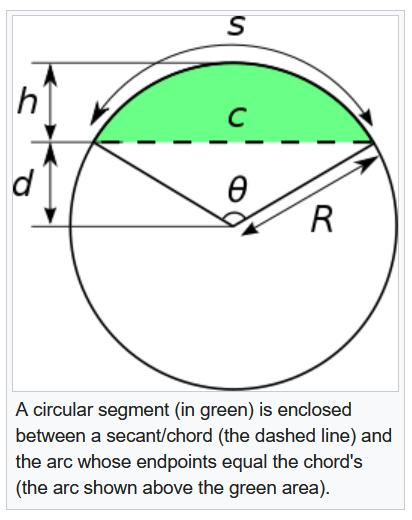 s
h
c
d
θ
R
A circular segment (in green) is enclosed
between a secant/chord (the dashed line) and
the arc whose endpoints equal the chord's
(the arc shown above the green area).